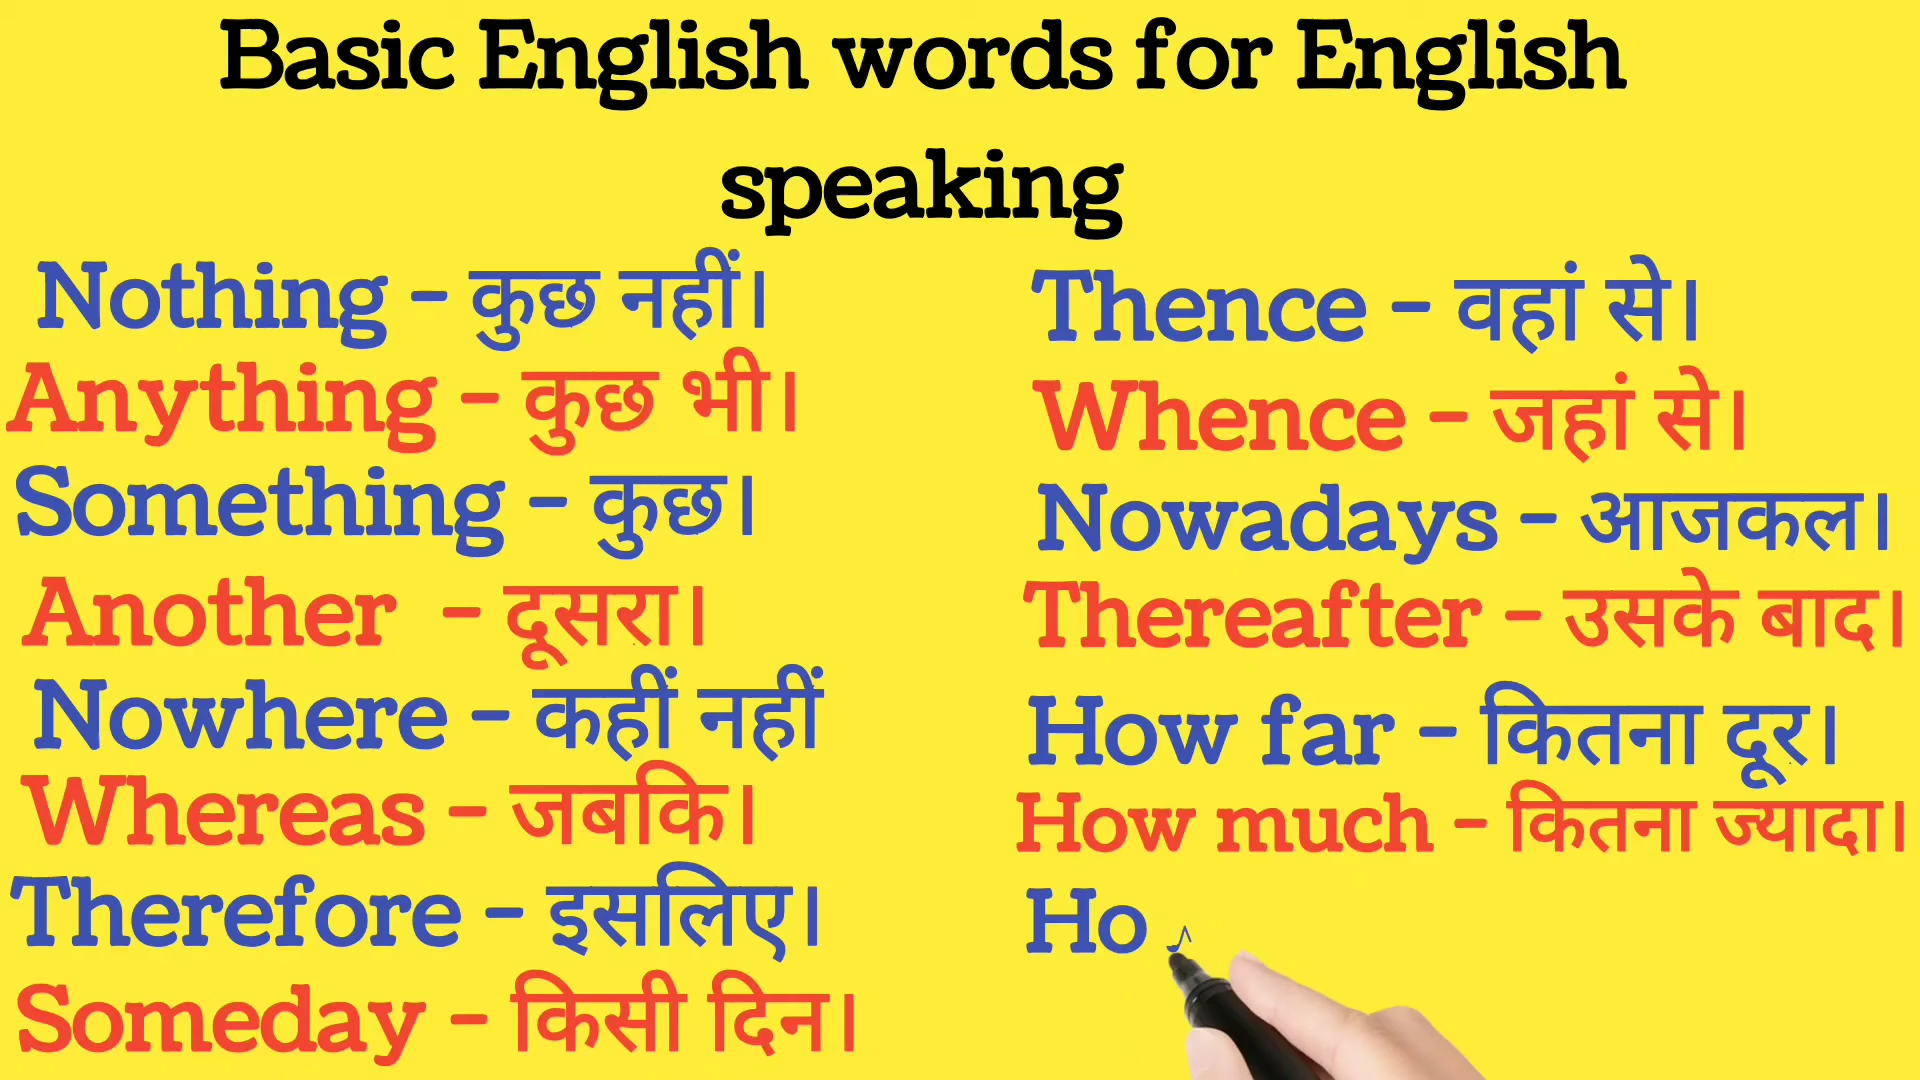 Basic English words for English
speaking
Nothing - कुछ नहीं।
Anything - कुछ भी।
Something - कुछ।
Another - दूसरा।
Nowhere - कहीं नहीं
Whereas - जबकि।
Therefore - इसलिए।
Someday - किसी दिन।
Thence - वहां से।
Whence - जहां से।
Nowadays - आजकल।
Thereafter - उसके बाद।
How far - कितना दूर।
How much - कितना ज्यादा।
Ho